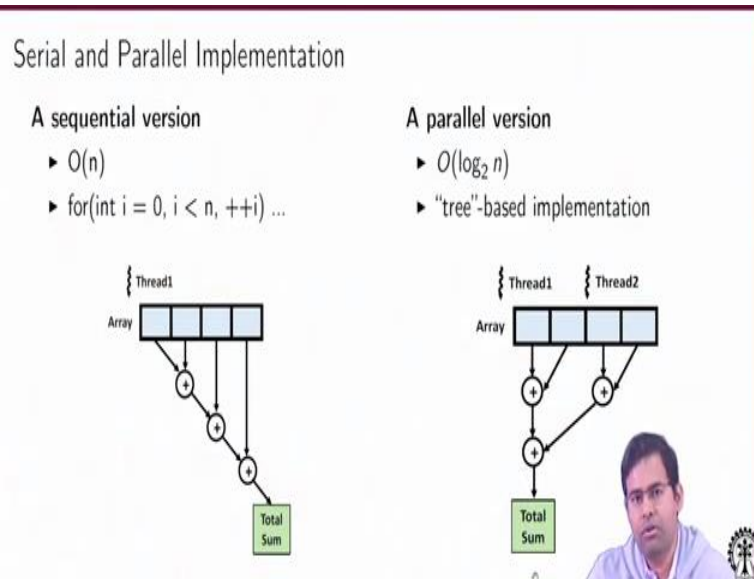 Serial and Parallel Implementation
A sequential version
▶ O(n)
▶ for(int i = 0, i < n, ++i) ...
Thread1
Array
+
+
+
Total
Sum
A parallel version
▶ O(log₂ n)
▶ “tree”-based implementation
Thread1
Thread2
Array
+
+
+
Total
Sum